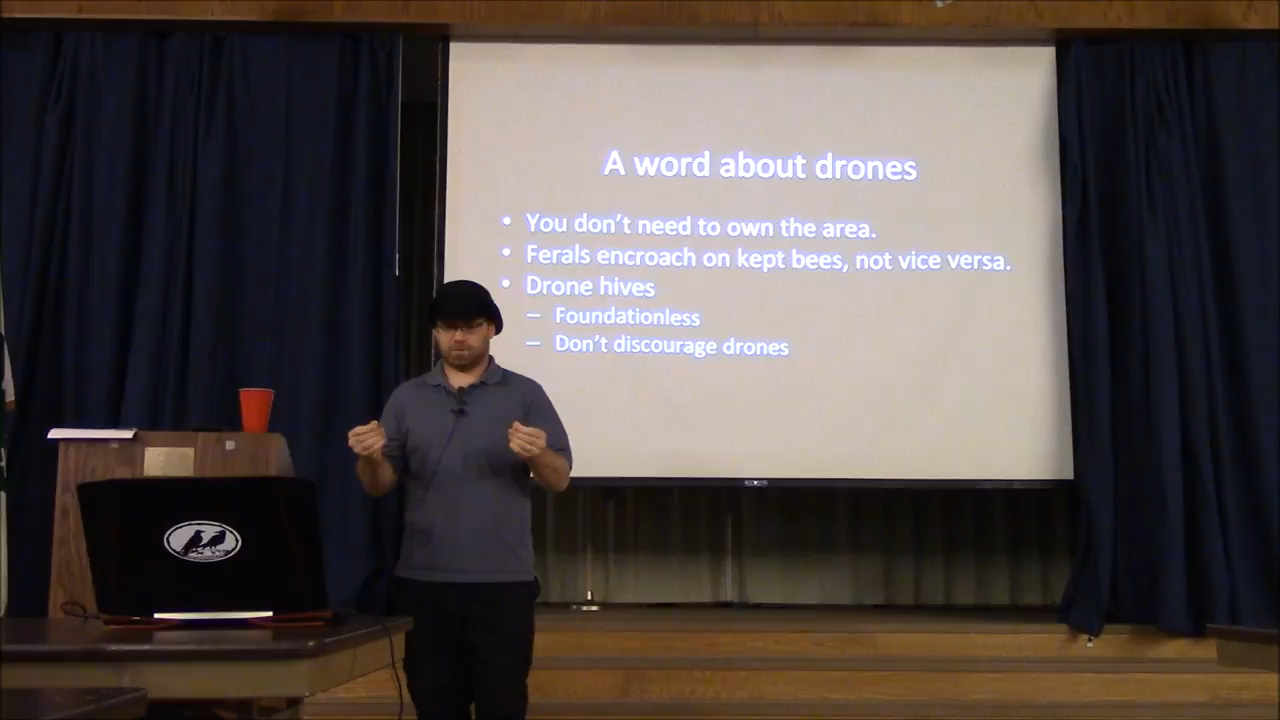 A word about drones
• You don't need to own the area.
• Ferals encroach on kept bees, not vice versa.
• Drone hives
– Foundationless
– Don't discourage drones